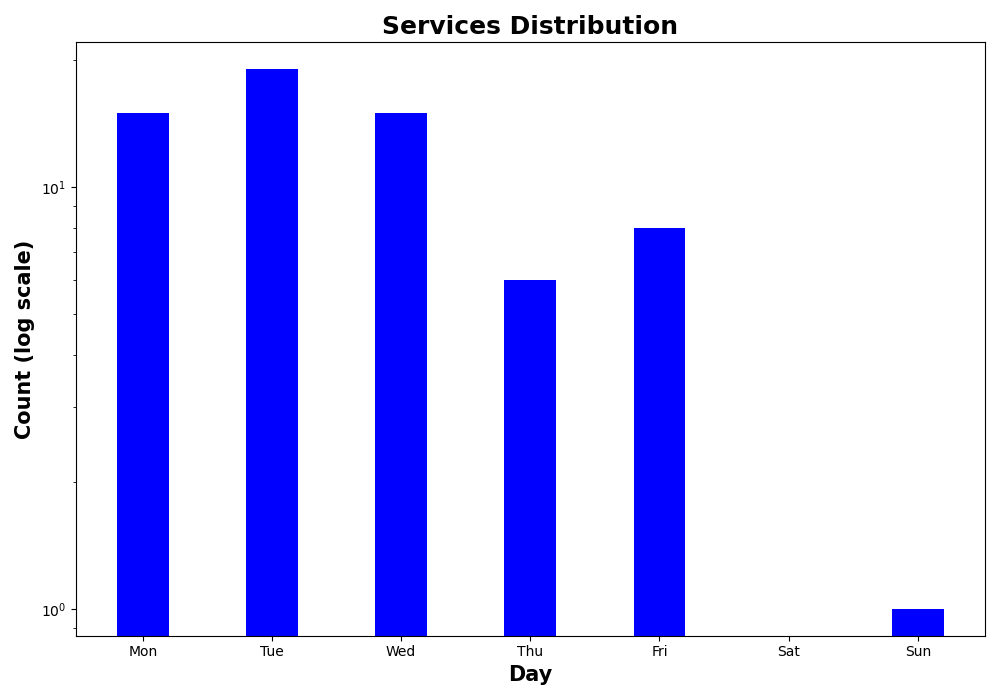 Services Distribution
Count (log scale)
10¹
10⁰
Mon Tue Wed Thu Fri Sat Sun
Day